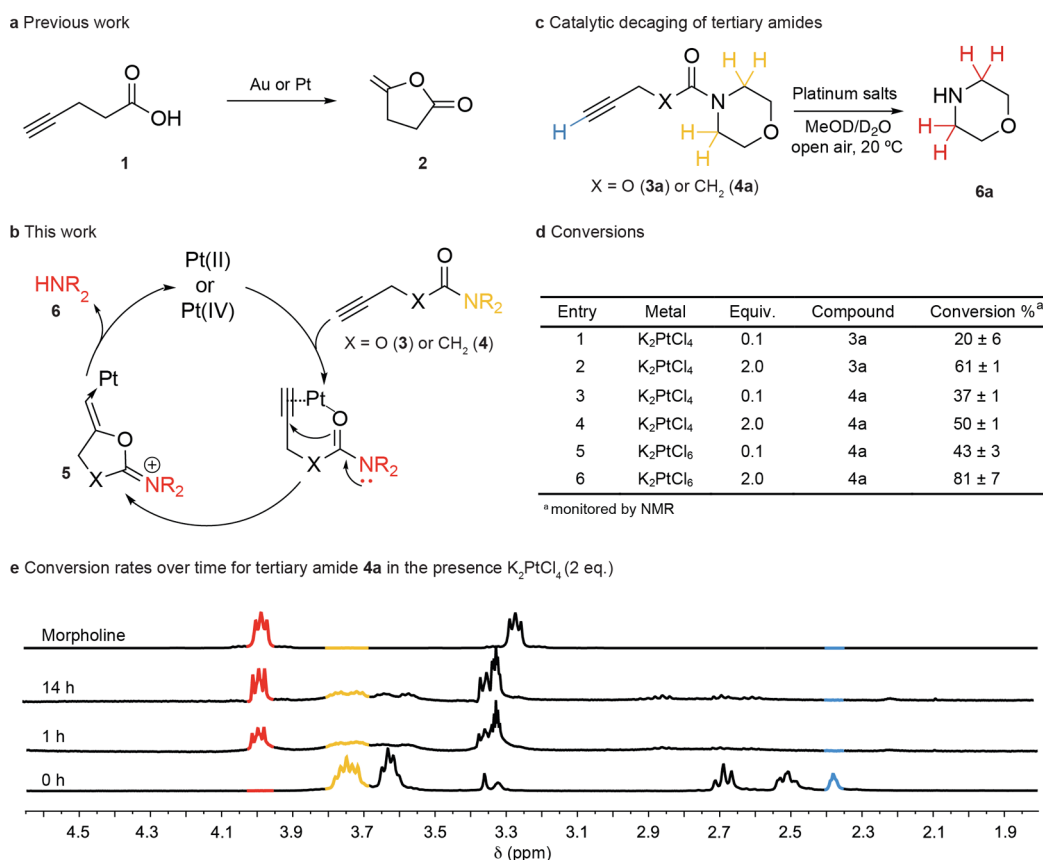 a Previous work
O
OH
1
Au or Pt
O
O
2
b This work
HNR2
6
Pt(II)
or
Pt(IV)
O
X
NR2
X = O (3) or CH2 (4)
Pt
O
5
X
⊕
NR2
Pt
O
X
NR2
c Catalytic decaging of tertiary amides
H
X
O
N
H
H
O
H
H
X = O (3a) or CH2 (4a)
Platinum salts
MeOD/D2O
open air, 20 ºC
H
H
HN
O
H
H
6a
d Conversions
Entry Metal Equiv. Compound Conversion %a
1 K2PtCl4 0.1 3a 20 ± 6
2 K2PtCl4 2.0 3a 61 ± 1
3 K2PtCl4 0.1 4a 37 ± 1
4 K2PtCl4 2.0 4a 50 ± 1
5 K2PtCl6 0.1 4a 43 ± 3
6 K2PtCl6 2.0 4a 81 ± 7
a monitored by NMR
e Conversion rates over time for tertiary amide 4a in the presence K2PtCl4 (2 eq.)
Morpholine
14 h
1 h
0 h
4.5 4.3 4.1 3.9 3.7 3.5 3.3 3.1 2.9 2.7 2.5 2.3 2.1 1.9
δ (ppm)